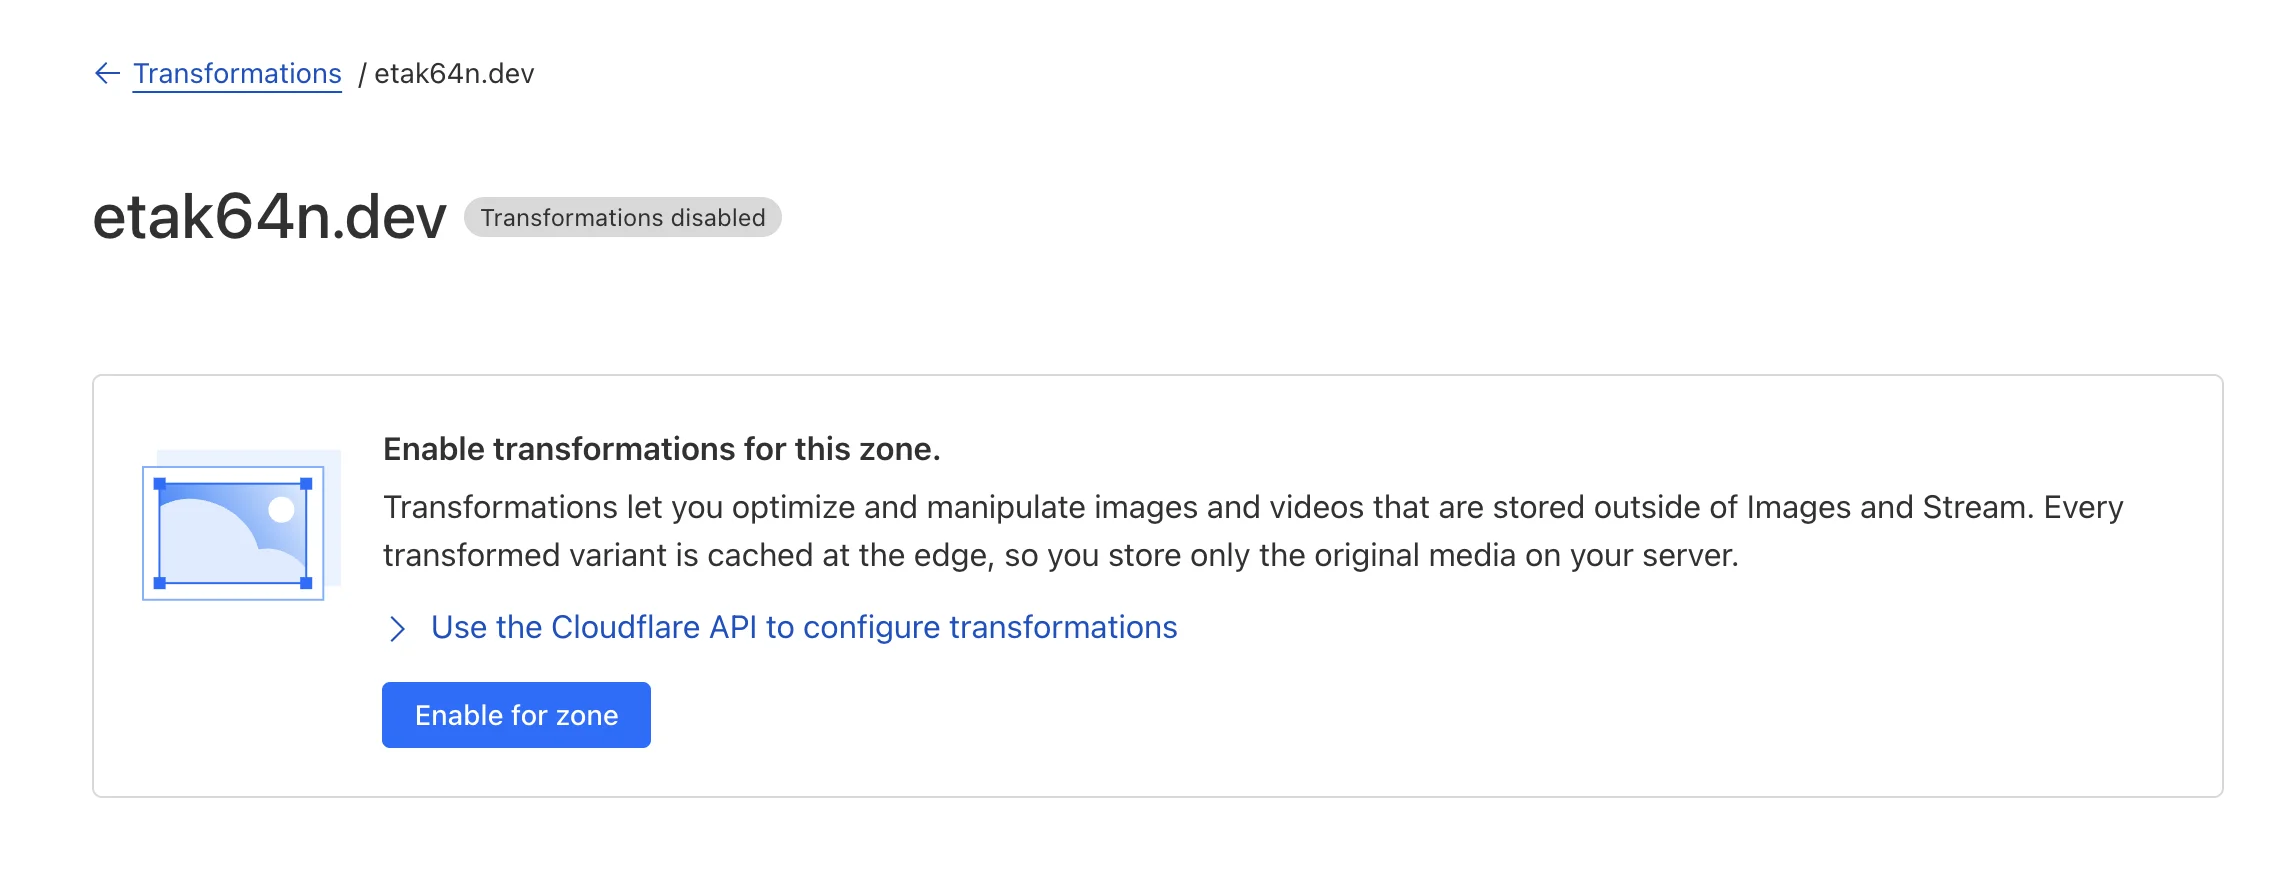 ← Transformations / etak64n.dev
etak64n.dev Transformations disabled
Enable transformations for this zone.
Transformations let you optimize and manipulate images and videos that are stored outside of Images and Stream. Every
transformed variant is cached at the edge, so you store only the original media on your server.
Use the Cloudflare API to configure transformations
Enable for zone